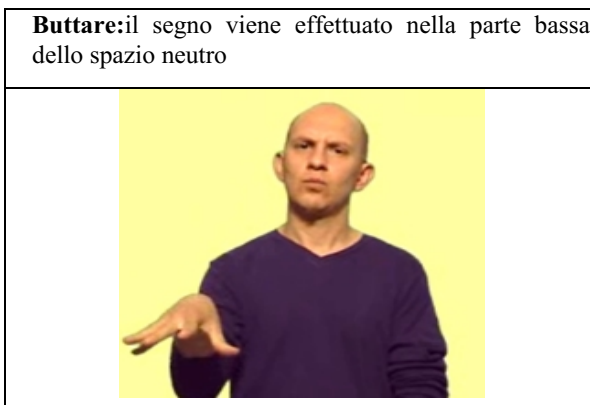 Buttare:il segno viene effettuato nella parte bassa
dello spazio neutro